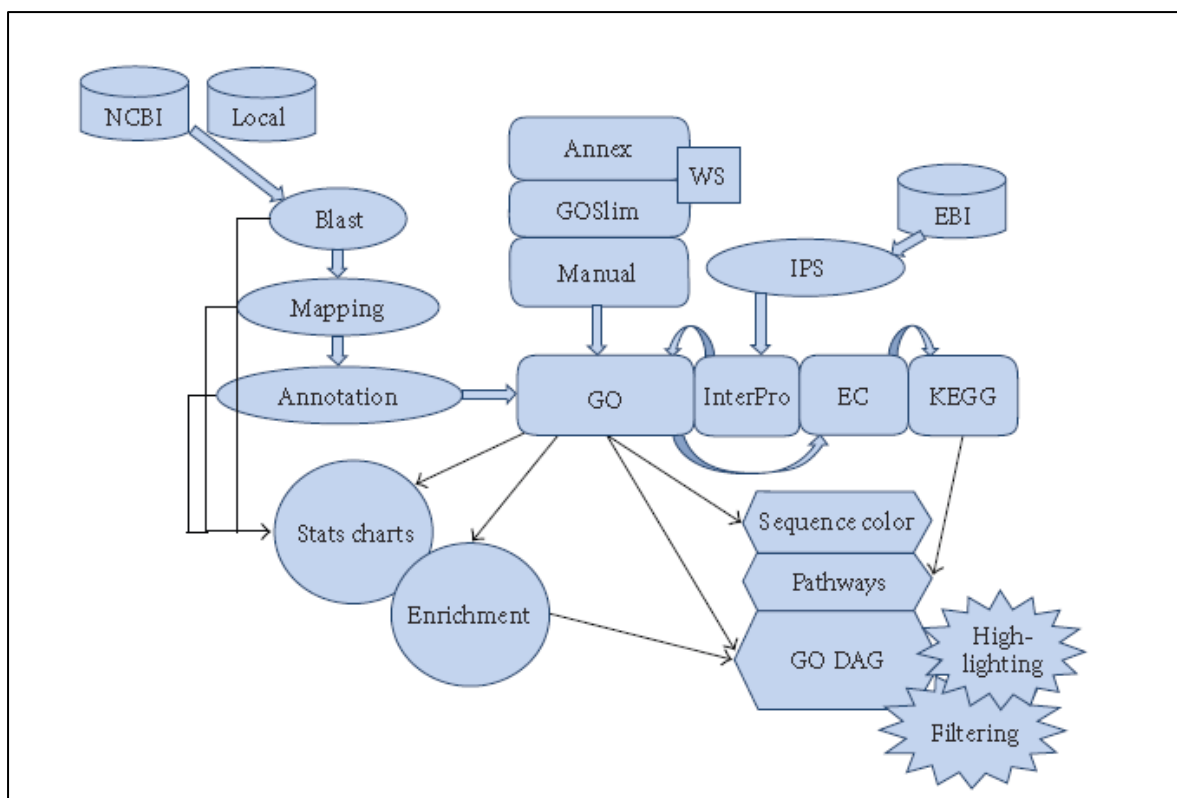 NCBI
Local
Annex
WS
GOSlim
EBI
Blast
Manual
IPS
Mapping
Annotation
GO
InterPro
EC
KEGG
Stats charts
Sequence color
Pathways
Enrichment
High-
lighting
GO DAG
Filtering